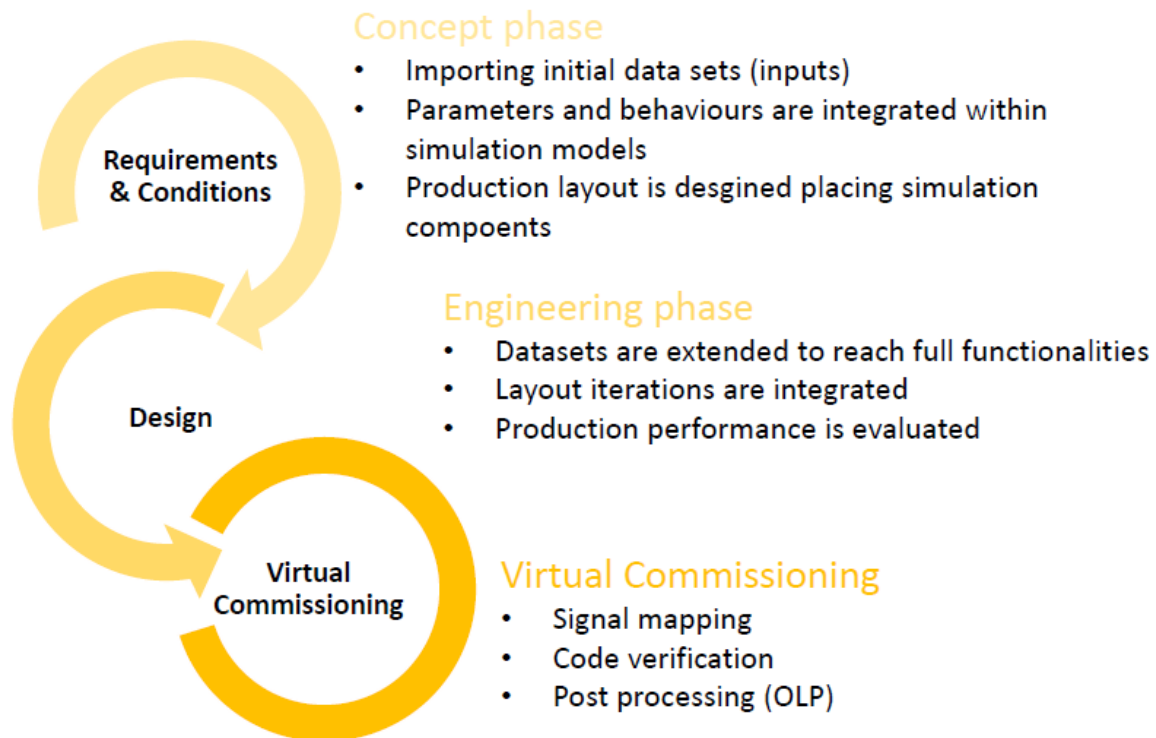 Concept phase
• Importing initial data sets (inputs)
• Parameters and behaviours are integrated within
simulation models
• Production layout is desgined placing simulation
compoents
Requirements
& Conditions
Engineering phase
• Datasets are extended to reach full functionalities
• Layout iterations are integrated
• Production performance is evaluated
Design
Virtual Commissioning
• Signal mapping
• Code verification
• Post processing (OLP)
Virtual
Commissioning